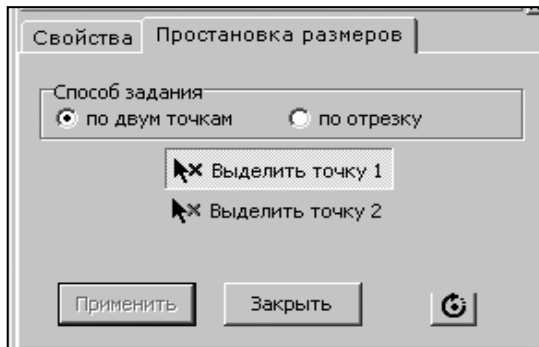 Свойства Простановка размеров
Способ задания
по двум точкам по отрезку
Выделить точку 1
Выделить точку 2
Применить Закрыть